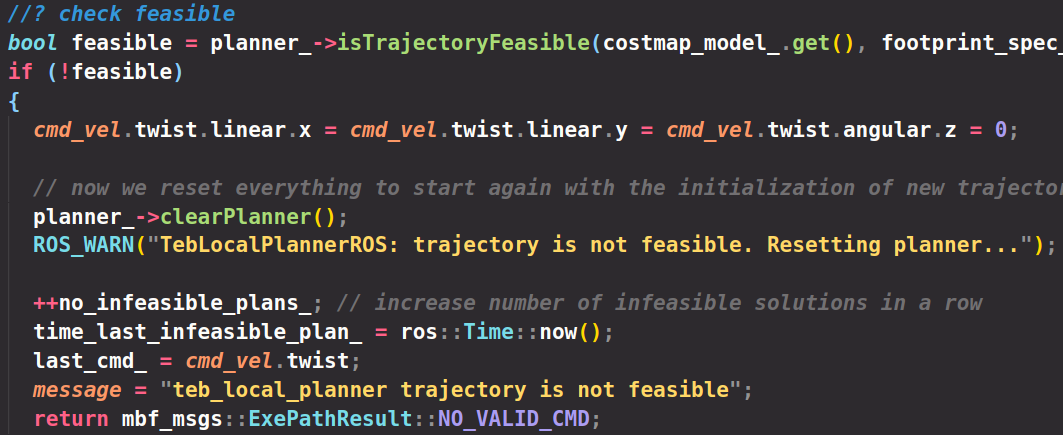 //? check feasible
bool feasible = planner_->isTrajectoryFeasible(costmap_model_.get(), footprint_spec_
if (!feasible)
{
cmd_vel.twist.linear.x = cmd_vel.twist.linear.y = cmd_vel.twist.angular.z = 0;
// now we reset everything to start again with the initialization of new trajector
planner_->clearPlanner();
ROS_WARN("TebLocalPlannerROS: trajectory is not feasible. Resetting planner...");
++no_infeasible_plans_; // increase number of infeasible solutions in a row
time_last_infeasible_plan_ = ros::Time::now();
last_cmd_ = cmd_vel.twist;
message = "teb_local_planner trajectory is not feasible";
return mbf_msgs::ExePathResult::NO_VALID_CMD;